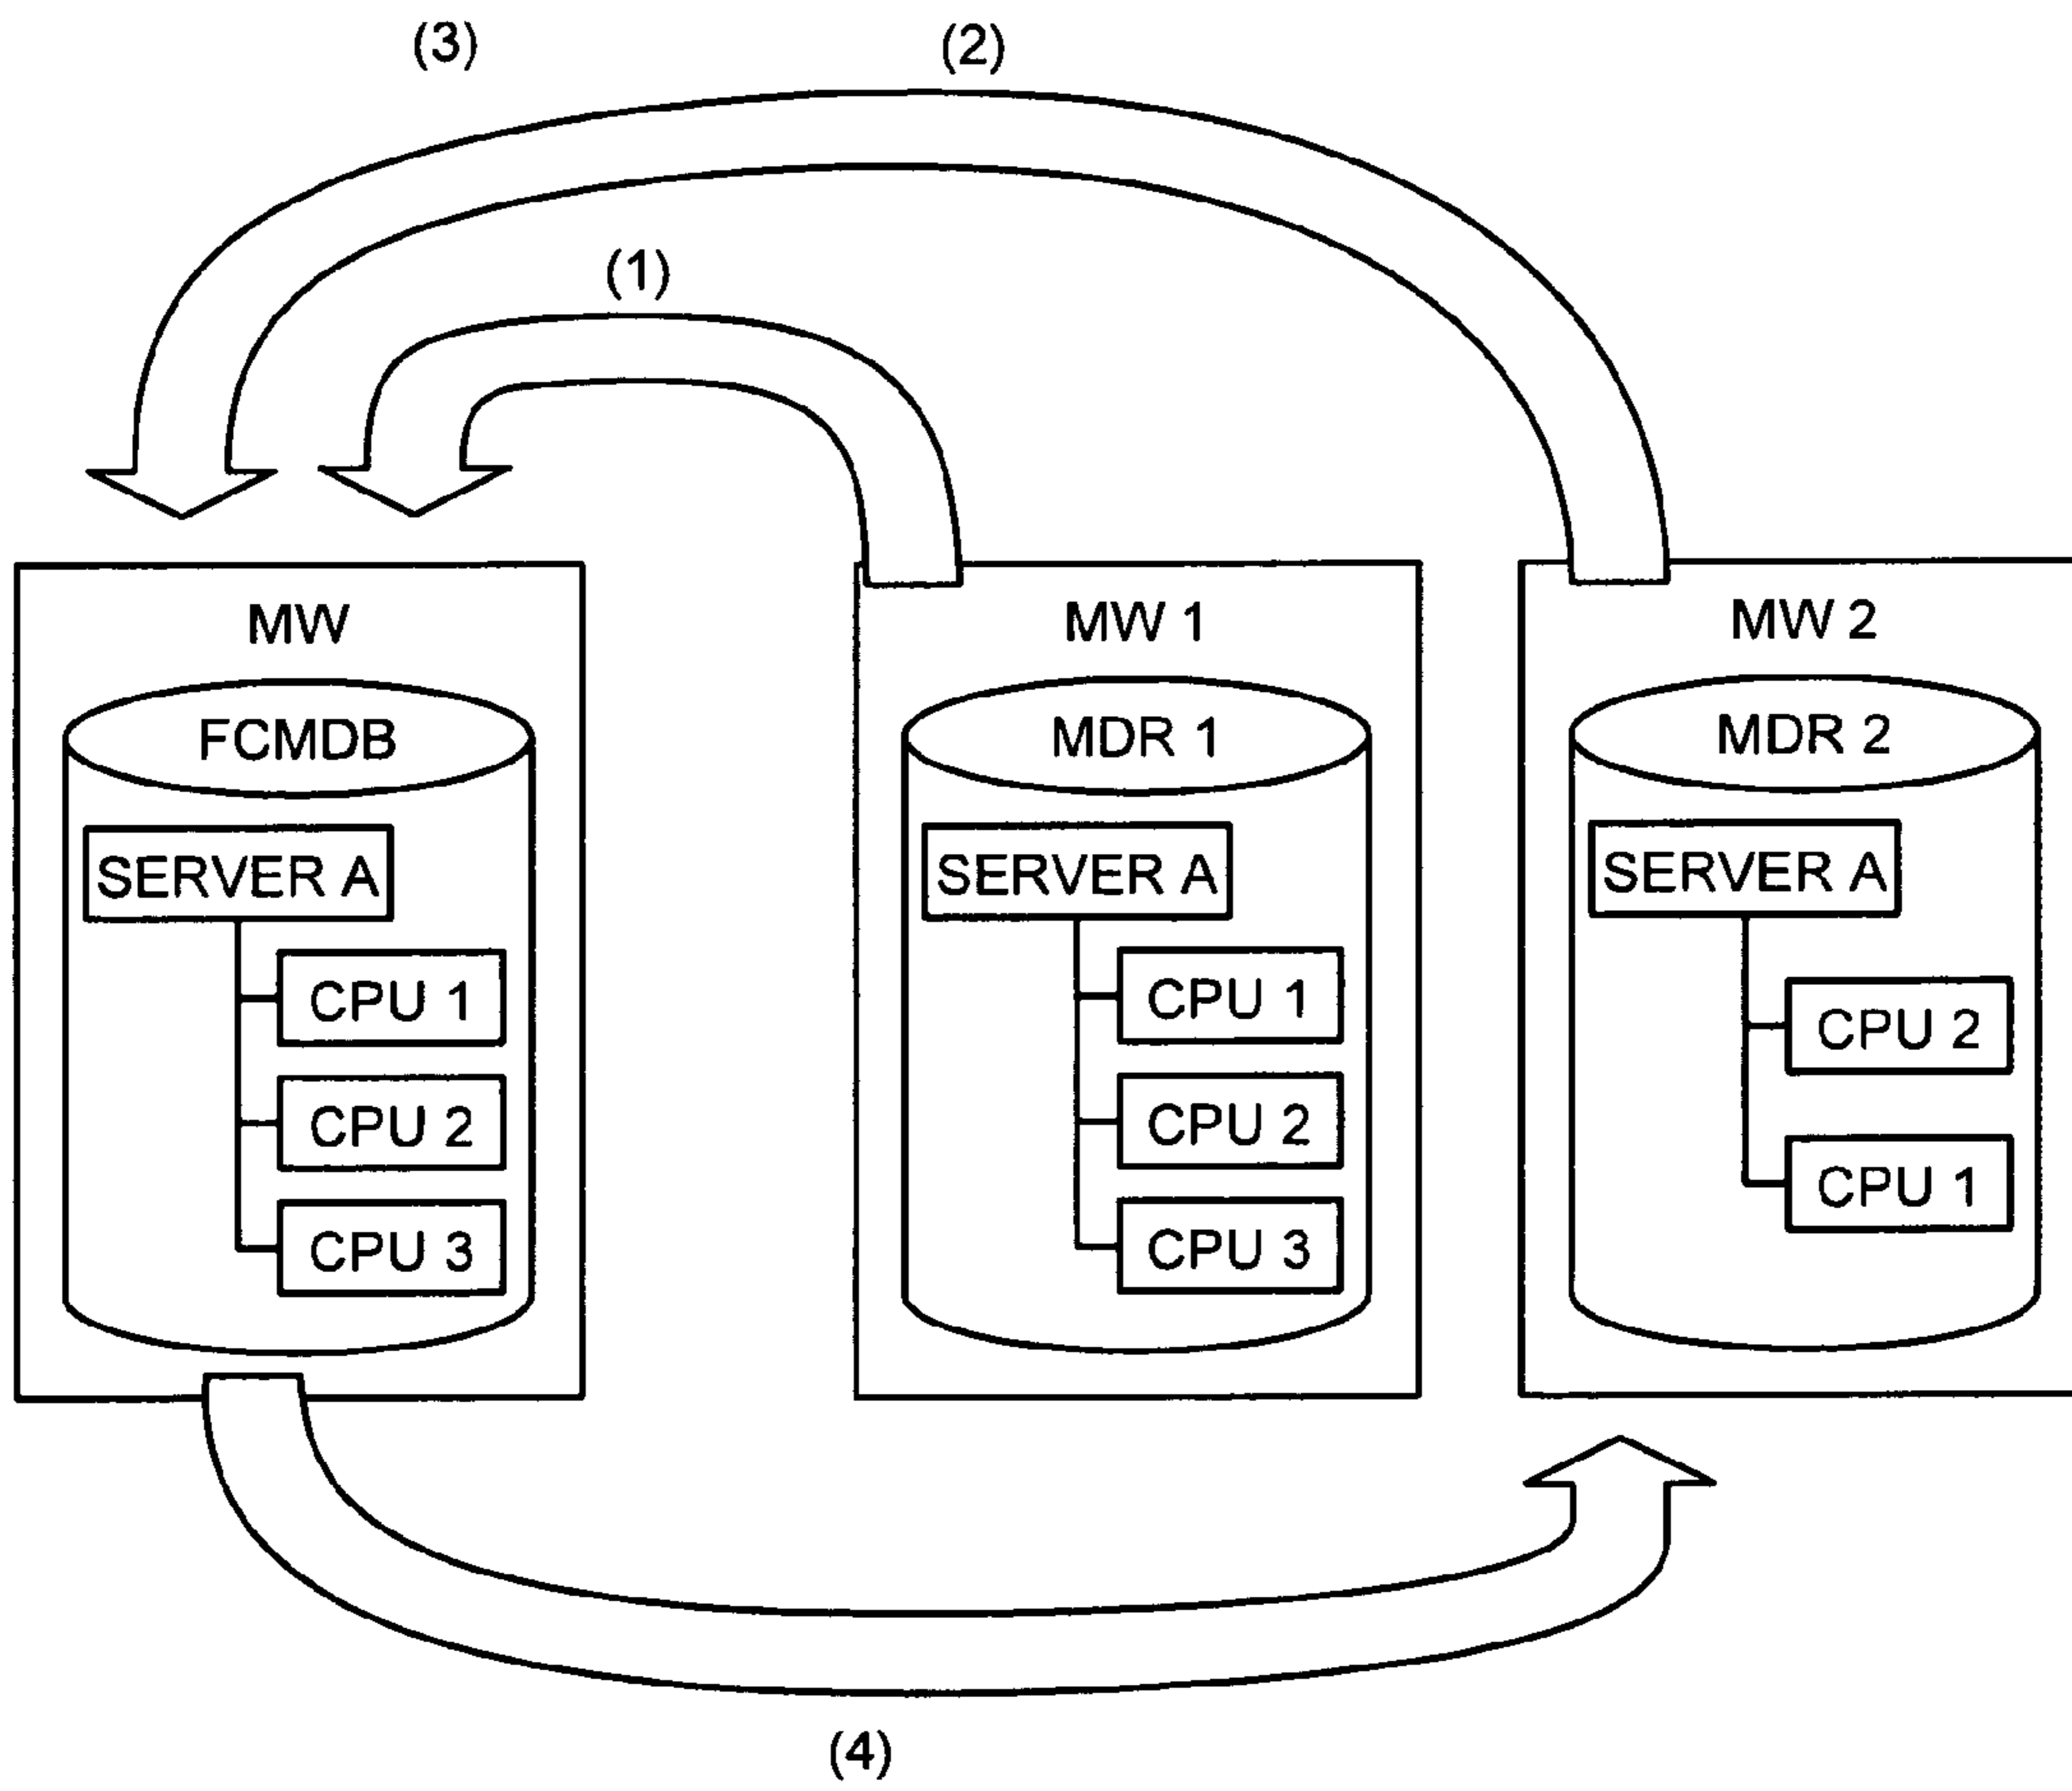 (3)
(2)
(1)
MW
FCMDB
SERVER A
CPU 1
CPU 2
CPU 3
MW 1
MDR 1
SERVER A
CPU 1
CPU 2
CPU 3
MW 2
MDR 2
SERVER A
CPU 2
CPU 1
(4)